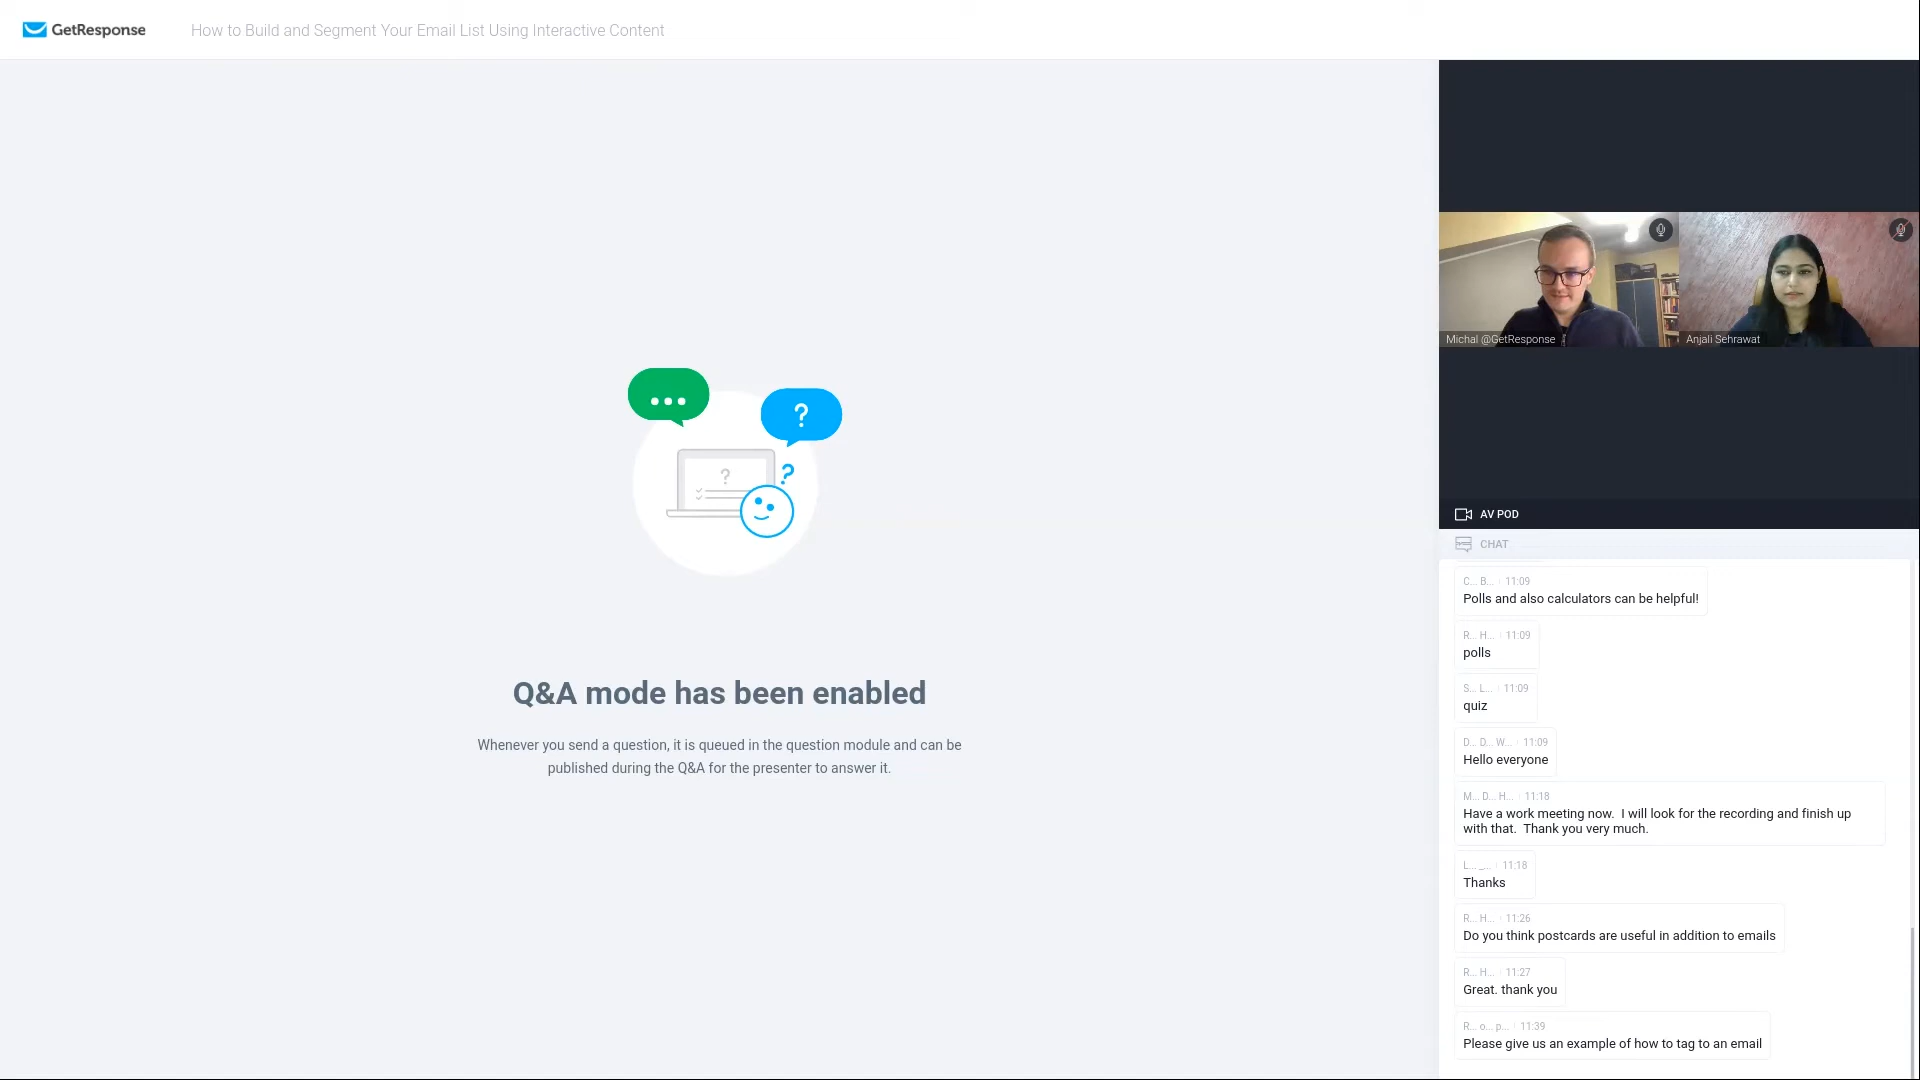 GetResponse
How to Build and Segment Your Email List Using Interactive Content
Michal @GetResponse
Anjali Sehrawat
AV POD
CHAT
C... B... 11:09
Polls and also calculators can be helpful!
R... H... 11:09
polls
S... L... 11:09
quiz
D... D... W... 11:09
Hello everyone
M... D... H... 11:18
Have a work meeting now.  I will look for the recording and finish up
with that.  Thank you very much.
L... _... 11:18
Thanks
R... H... 11:26
Do you think postcards are useful in addition to emails
R... H... 11:27
Great. thank you
R... o... p... 11:39
Please give us an example of how to tag to an email
?
?
?
Q&A mode has been enabled
Whenever you send a question, it is queued in the question module and can be
published during the Q&A for the presenter to answer it.